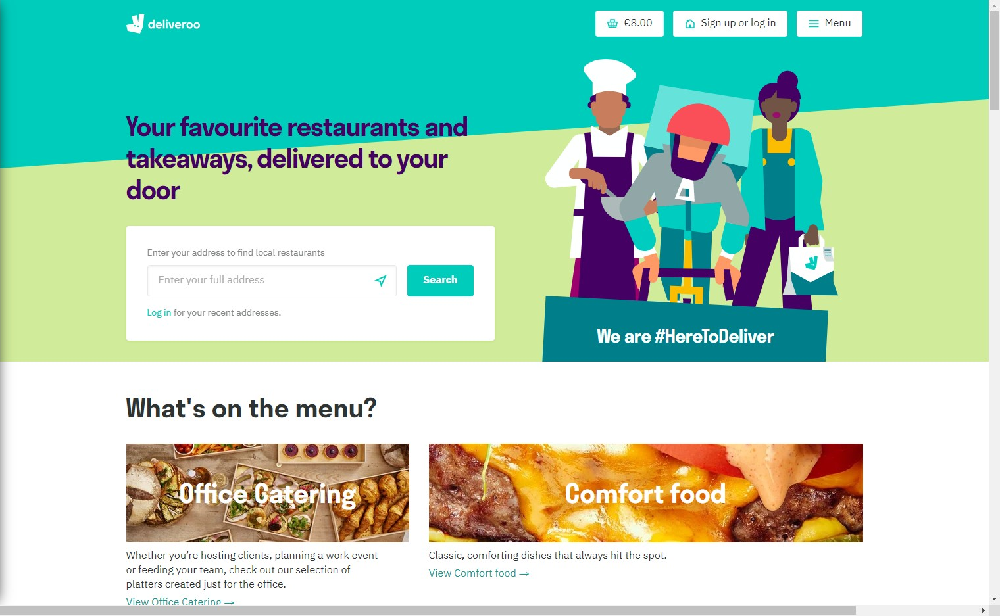 deliveroo
€8.00
Sign up or log in
Menu
Your favourite restaurants and
takeaways, delivered to your
door
Enter your address to find local restaurants
Enter your full address
Search
Log in for your recent addresses.
We are #HereToDeliver
What's on the menu?
Office Catering
Comfort food
Whether you’re hosting clients, planning a work event
or feeding your team, check out our selection of
platters created just for the office.
View Office Catering →
Classic, comforting dishes that always hit the spot.
View Comfort food →